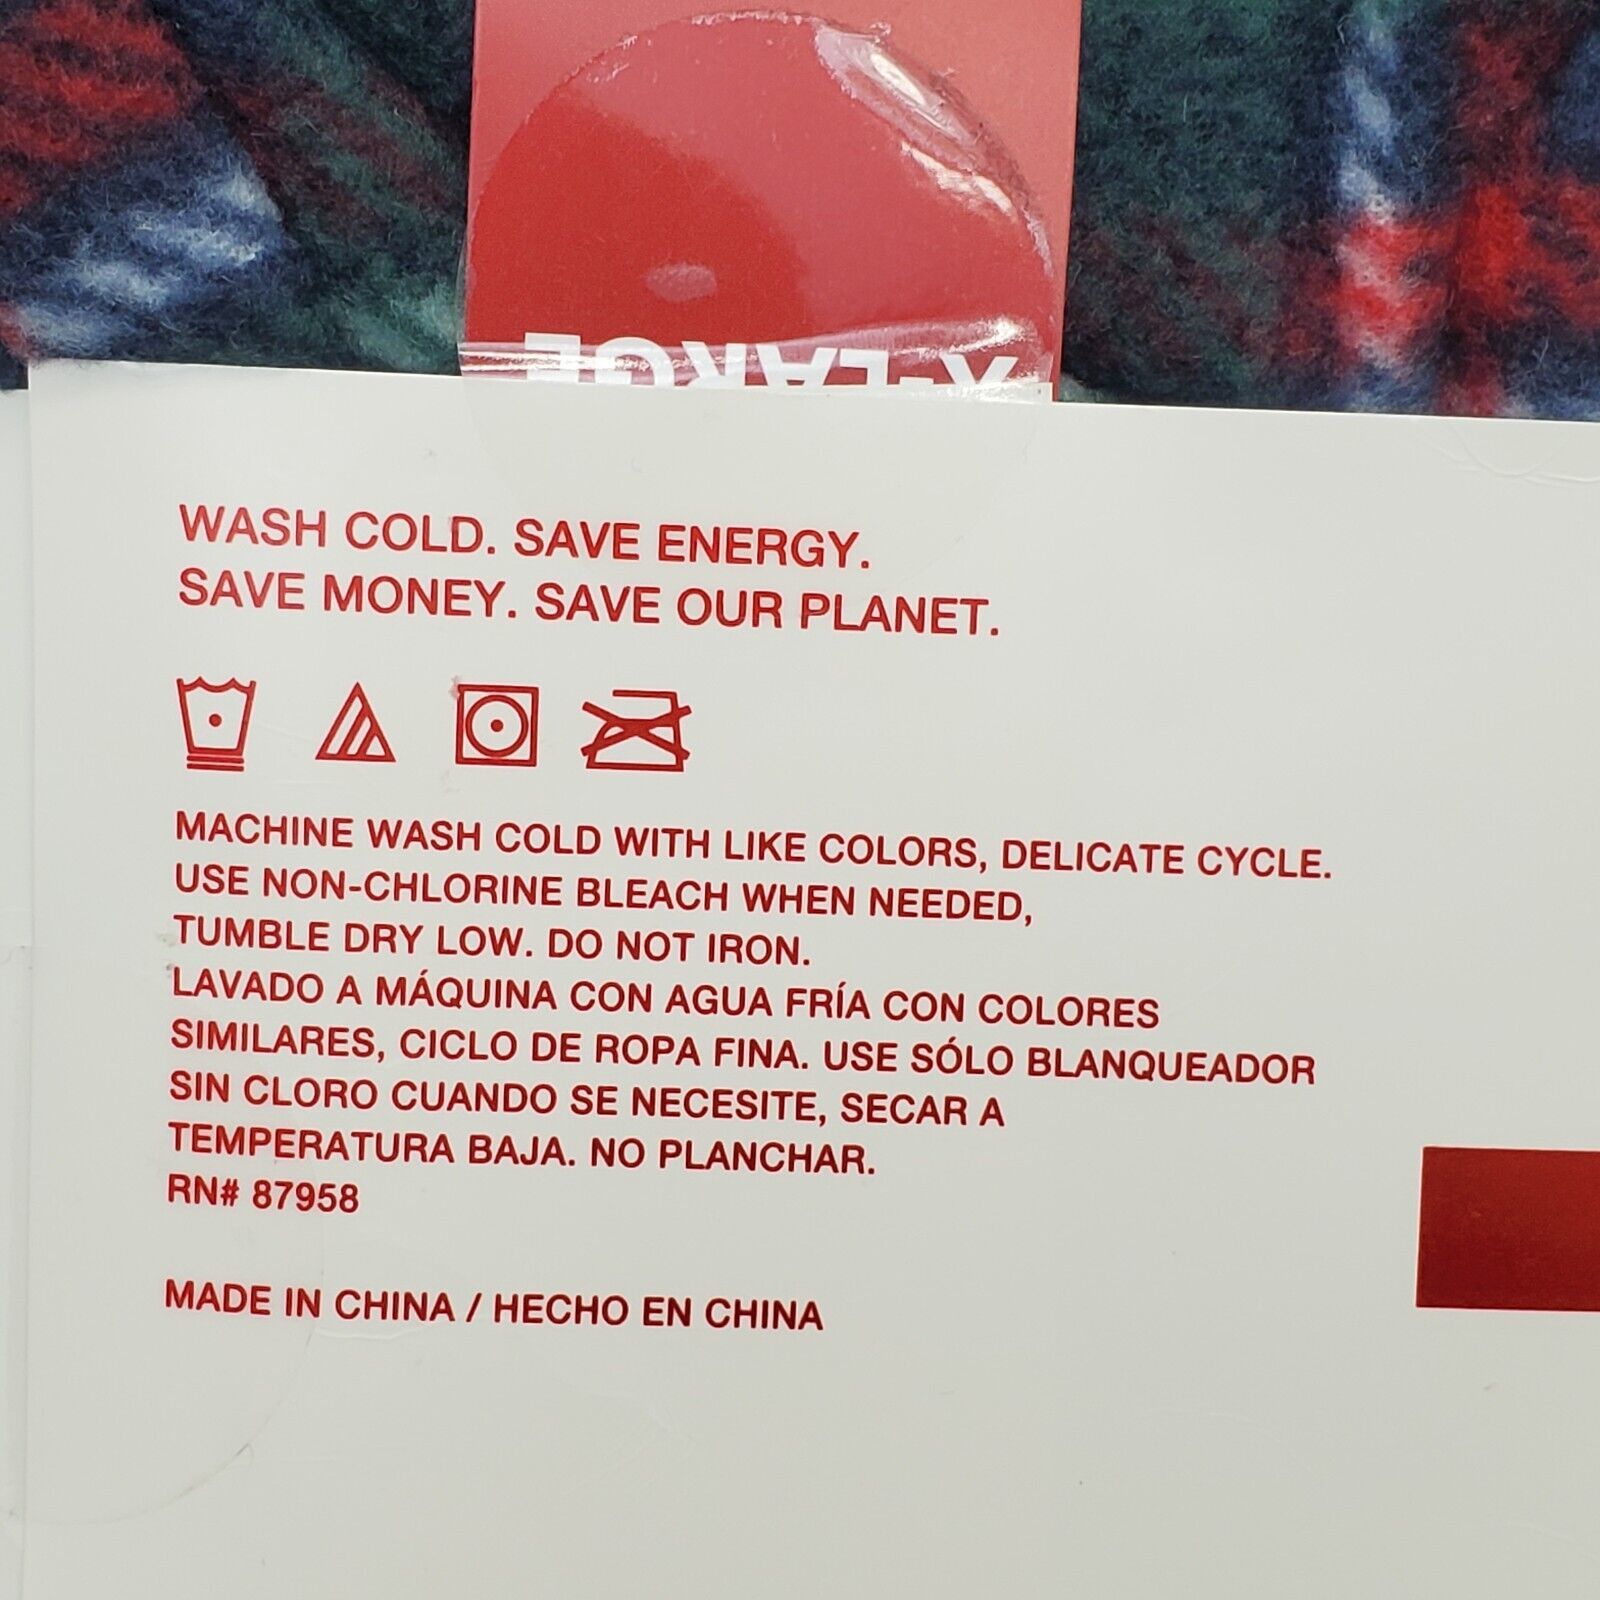 X-LARGE
WASH COLD. SAVE ENERGY.
SAVE MONEY. SAVE OUR PLANET.
MACHINE WASH COLD WITH LIKE COLORS, DELICATE CYCLE.
USE NON-CHLORINE BLEACH WHEN NEEDED,
TUMBLE DRY LOW. DO NOT IRON.
LAVADO A MÁQUINA CON AGUA FRÍA CON COLORES
SIMILARES, CICLO DE ROPA FINA. USE SÓLO BLANQUEADOR
SIN CLORO CUANDO SE NECESITE, SECAR A
TEMPERATURA BAJA. NO PLANCHAR.
RN# 87958
MADE IN CHINA / HECHO EN CHINA